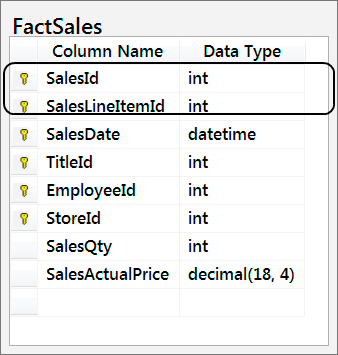 FactSales
Column Name Data Type
SalesId int
SalesLineItemId int
SalesDate datetime
TitleId int
EmployeeId int
StoreId int
SalesQty int
SalesActualPrice decimal(18, 4)